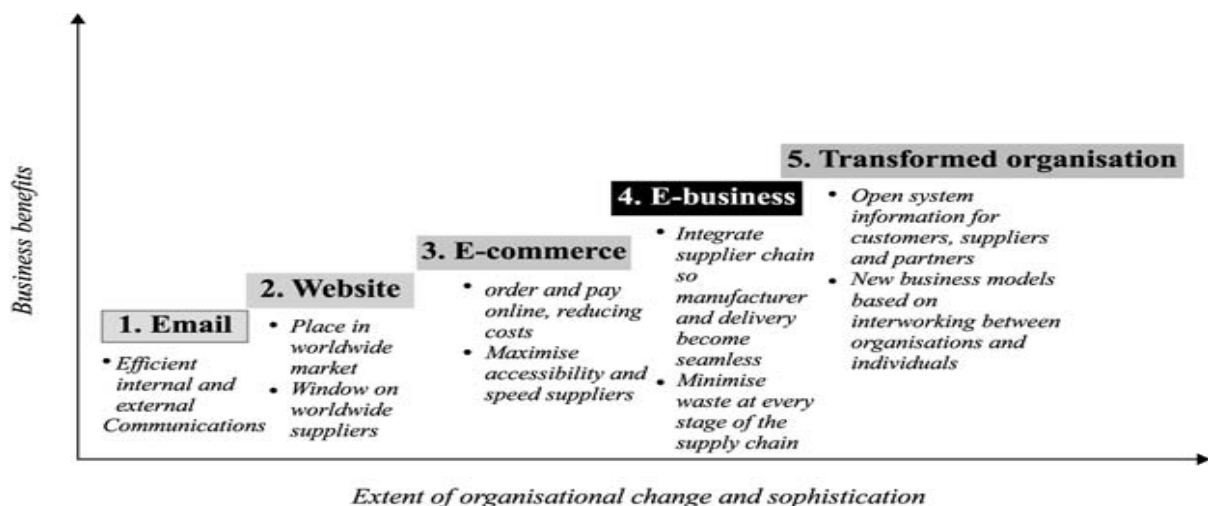 Business benefits
5. Transformed organisation
• Open system
information for
customers, suppliers
and partners
• New business models
based on
interworking between
organisations and
individuals
4. E-business
• Integrate
supplier chain
so
manufacturer
and delivery
become
seamless
• Minimise
waste at every
stage of the
supply chain
3. E-commerce
• order and pay
online, reducing
costs
• Maximise
accessibility and
speed suppliers
2. Website
• Place in
worldwide
market
• Window on
worldwide
suppliers
1. Email
• Efficient
internal and
external
Communications
Extent of organisational change and sophistication